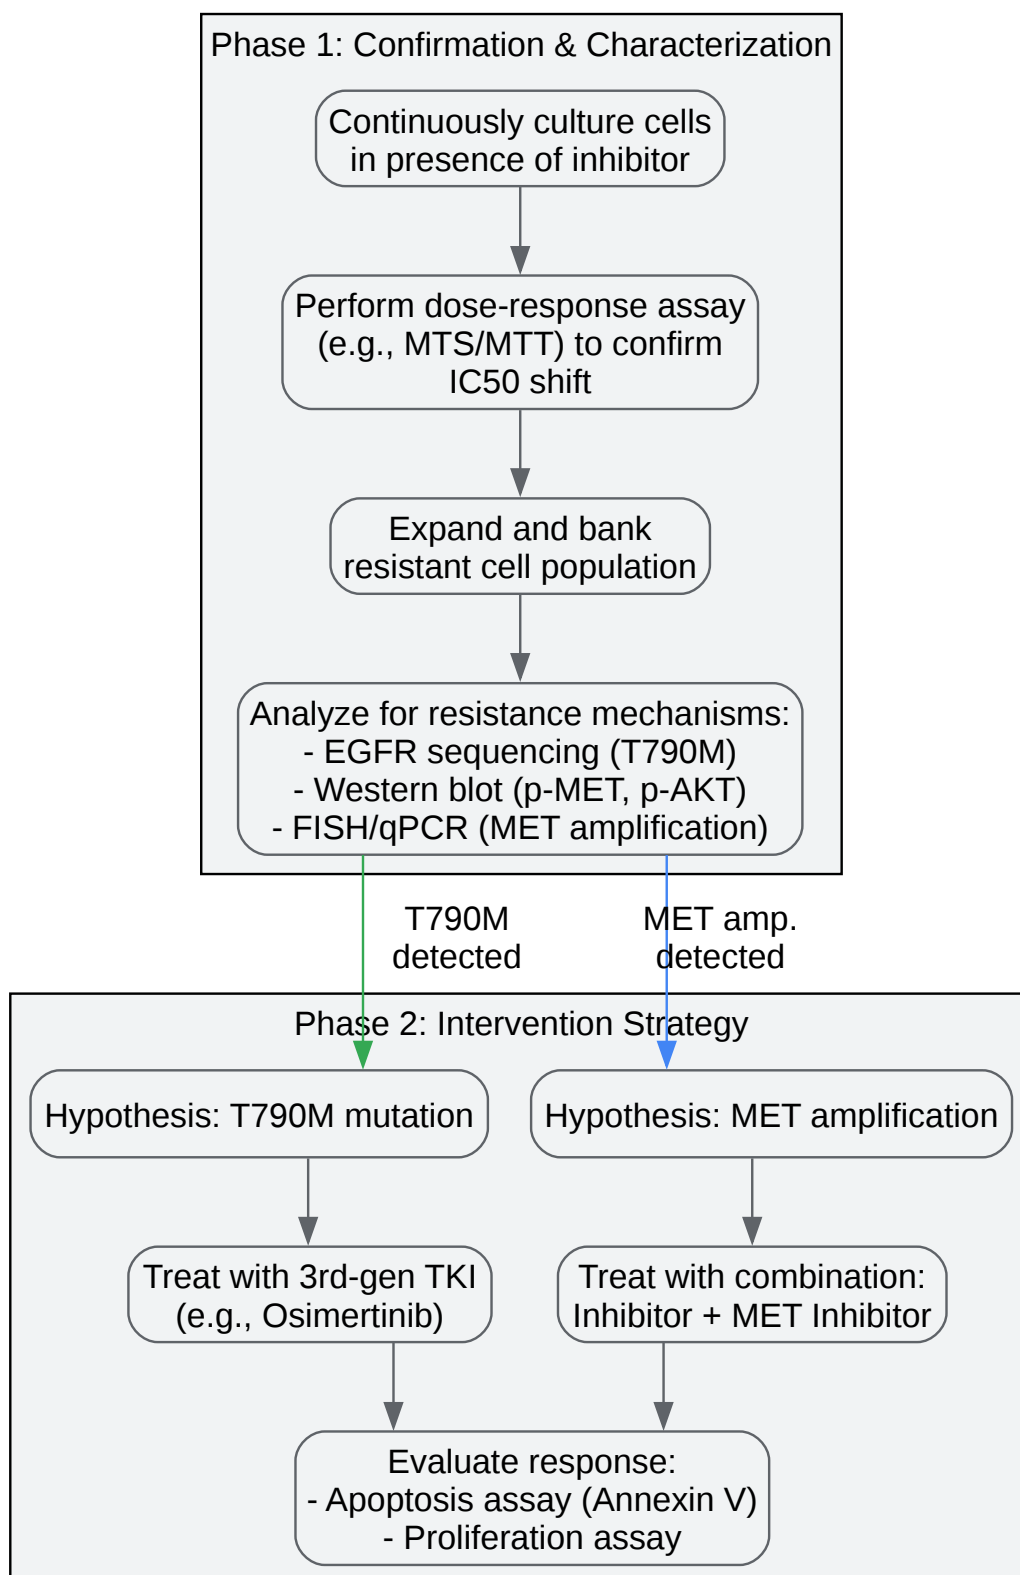 Phase 1: Confirmation & Characterization
Continuously culture cells
in presence of inhibitor
Perform dose-response assay
(e.g., MTS/MTT) to confirm
IC50 shift
Expand and bank
resistant cell population
Analyze for resistance mechanisms:
- EGFR sequencing (T790M)
- Western blot (p-MET, p-AKT)
- FISH/qPCR (MET amplification)
T790M
detected
MET amp.
detected
Phase 2: Intervention Strategy
Hypothesis: T790M mutation
Hypothesis: MET amplification
Treat with 3rd-gen TKI
(e.g., Osimertinib)
Treat with combination:
Inhibitor + MET Inhibitor
Evaluate response:
- Apoptosis assay (Annexin V)
- Proliferation assay